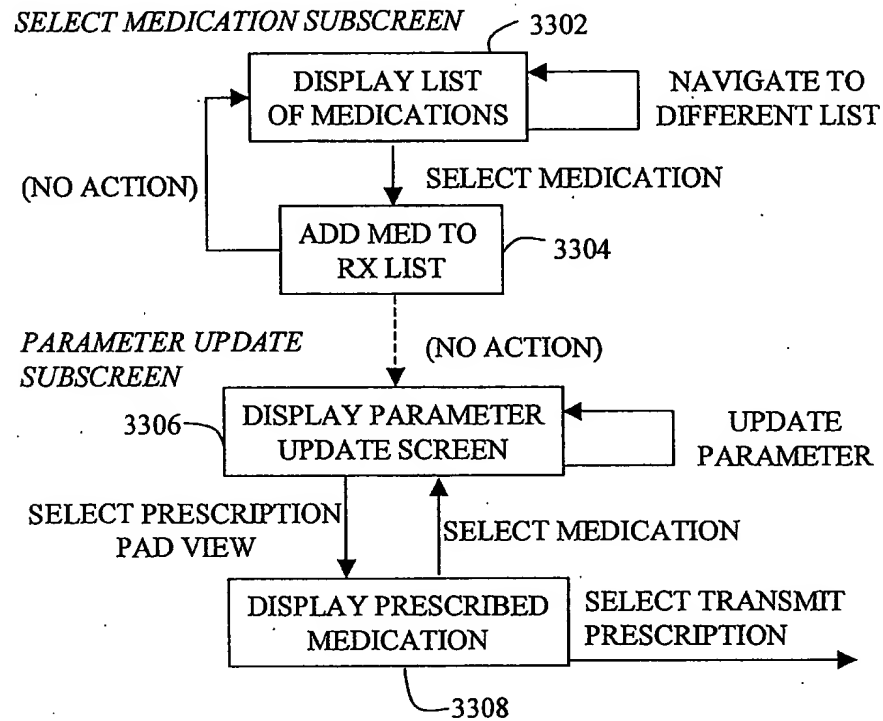 SELECT MEDICATION SUBSCREEN
3302
DISPLAY LIST
OF MEDICATIONS
NAVIGATE TO
DIFFERENT LIST
(NO ACTION)
SELECT MEDICATION
ADD MED TO
RX LIST
3304
PARAMETER UPDATE
SUBSCREEN
(NO ACTION)
3306
DISPLAY PARAMETER
UPDATE SCREEN
UPDATE
PARAMETER
SELECT PRESCRIPTION
PAD VIEW
SELECT MEDICATION
DISPLAY PRESCRIBED
MEDICATION
SELECT TRANSMIT
PRESCRIPTION
3308